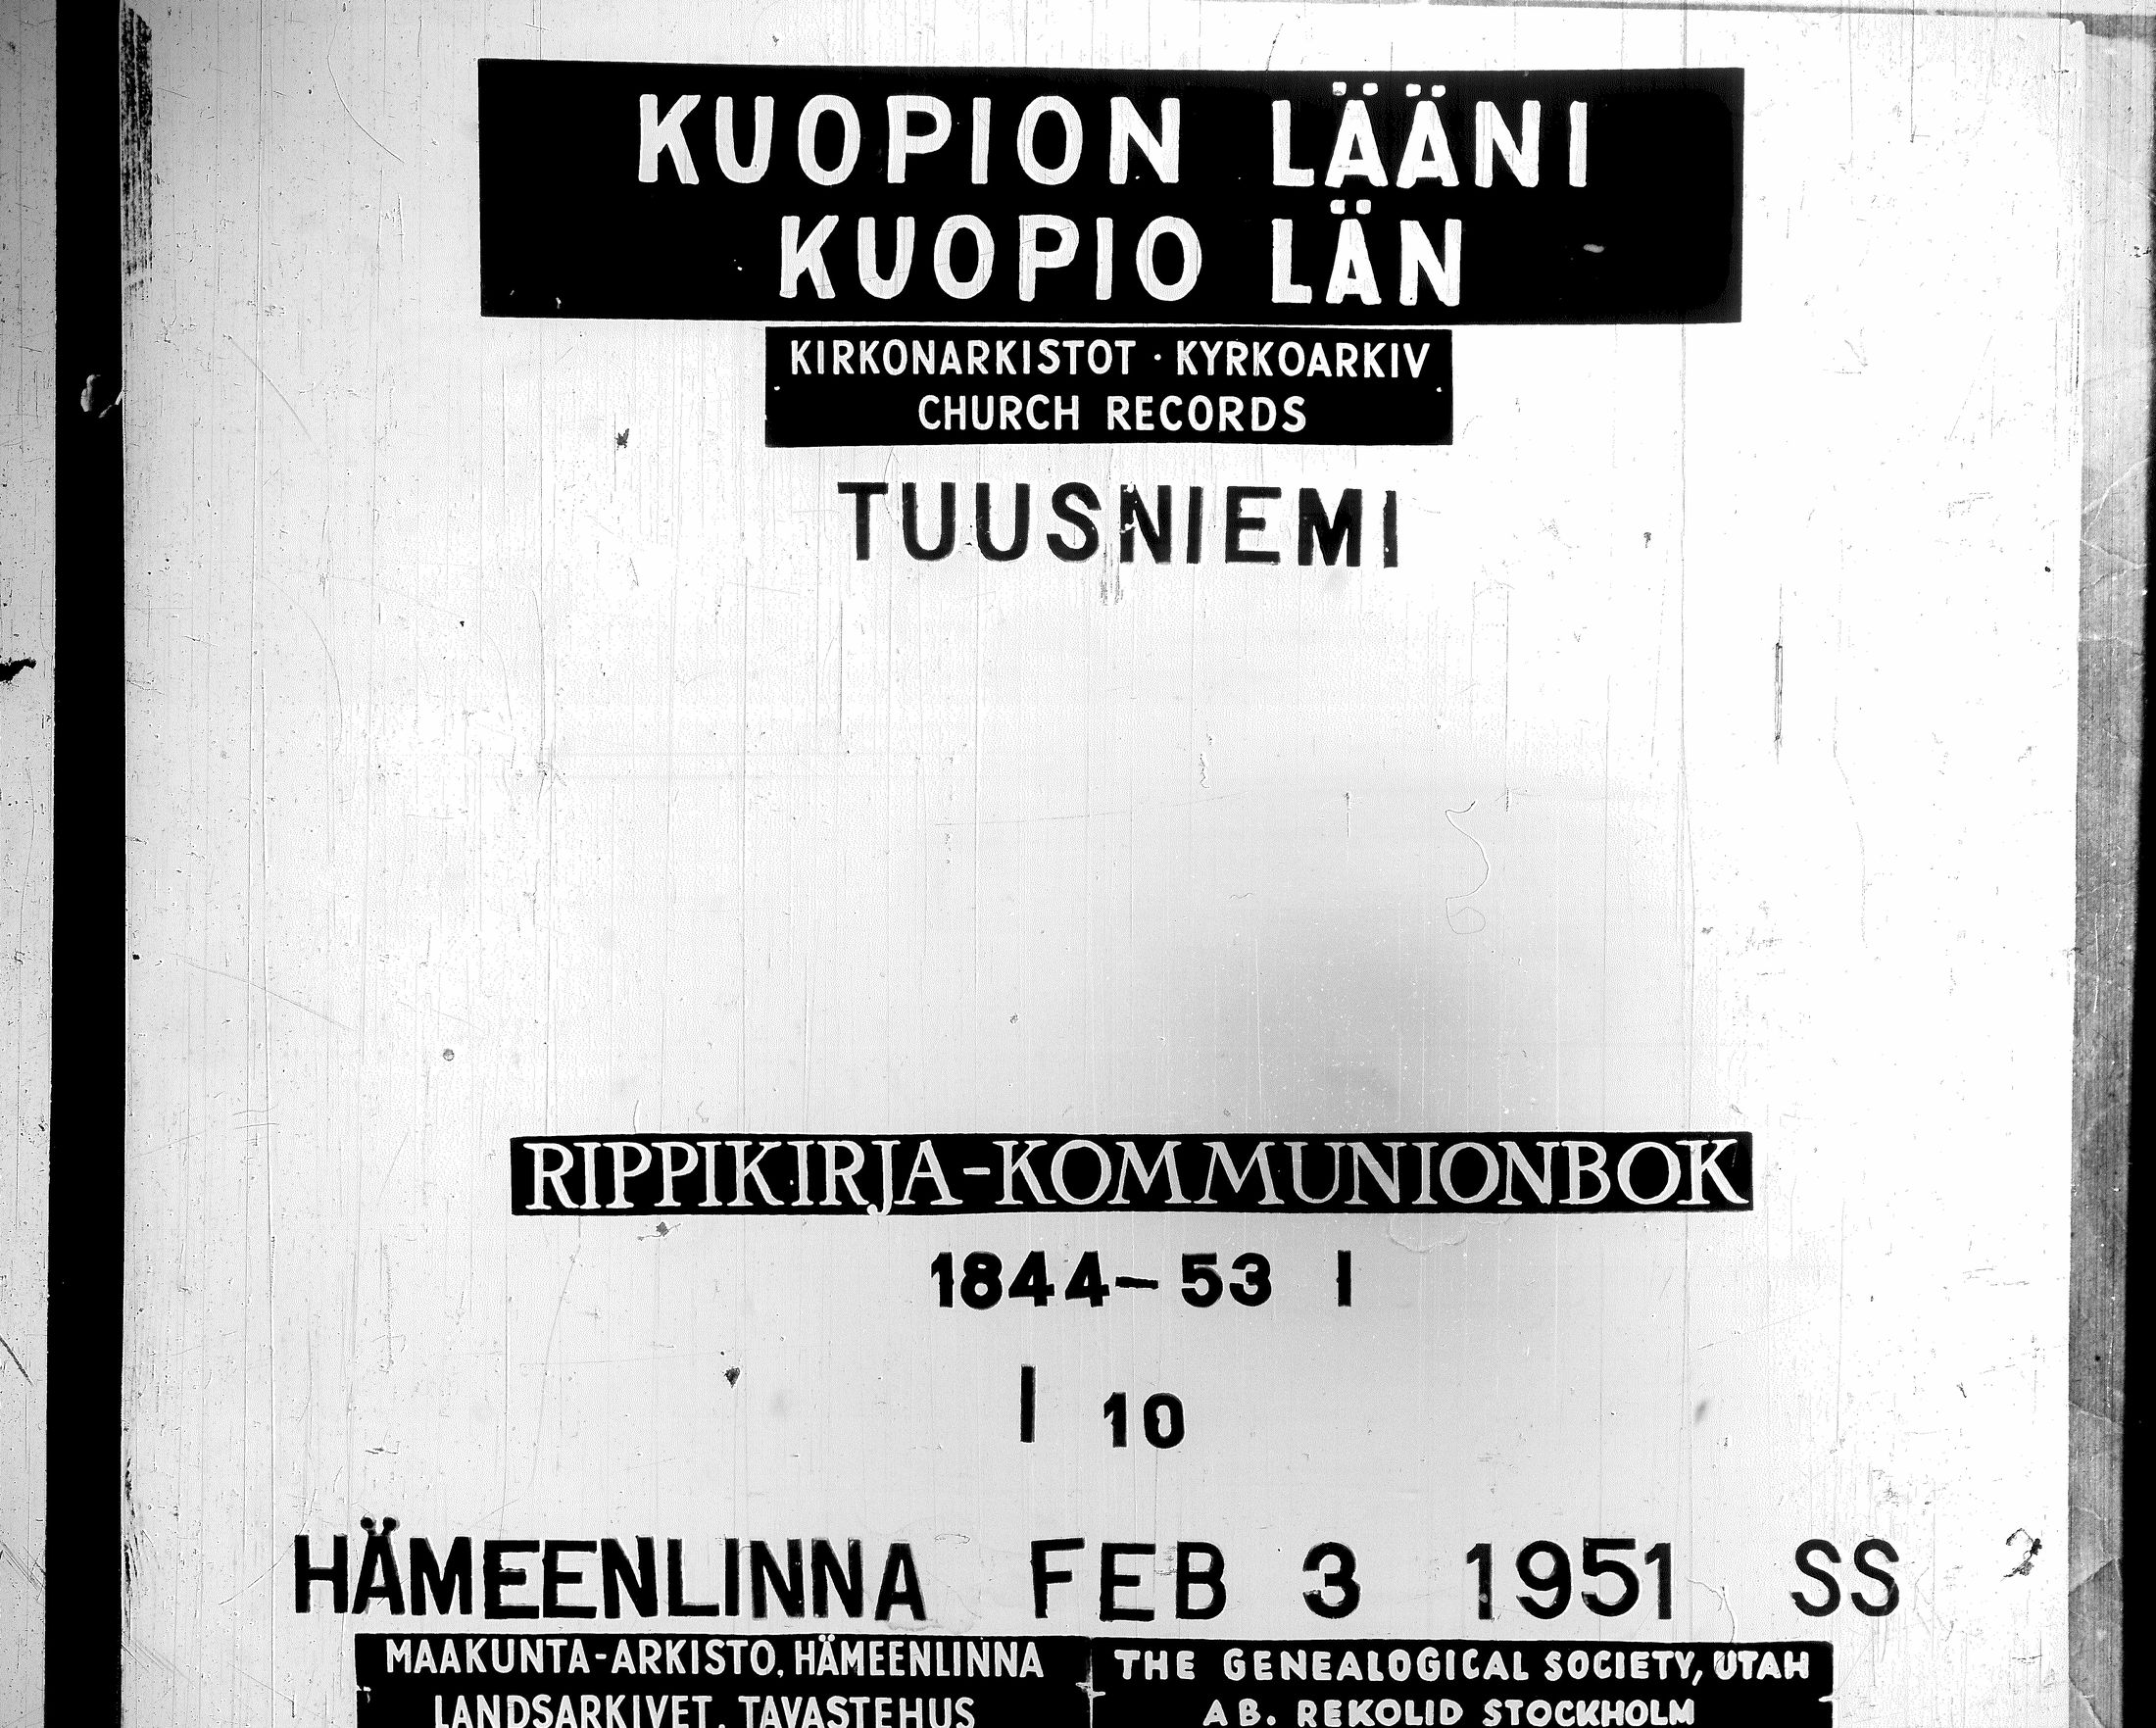 KUOPION LÄÄNI
KUOPIO LÄN
KIRKONARKISTOT · KYRKOARKIV
CHURCH RECORDS
TUUSNIEMI
RIPPIKIRJA-KOMMUNIONBOK
1844-53 I
I 10
HÄMEENLINNA FEB 3 1951 SS
MAAKUNTA-ARKISTO, HÄMEENLINNA
LANDSARKIVET, TAVASTEHUS
THE GENEALOGICAL SOCIETY, UTAH
AB. REKOLID STOCKHOLM